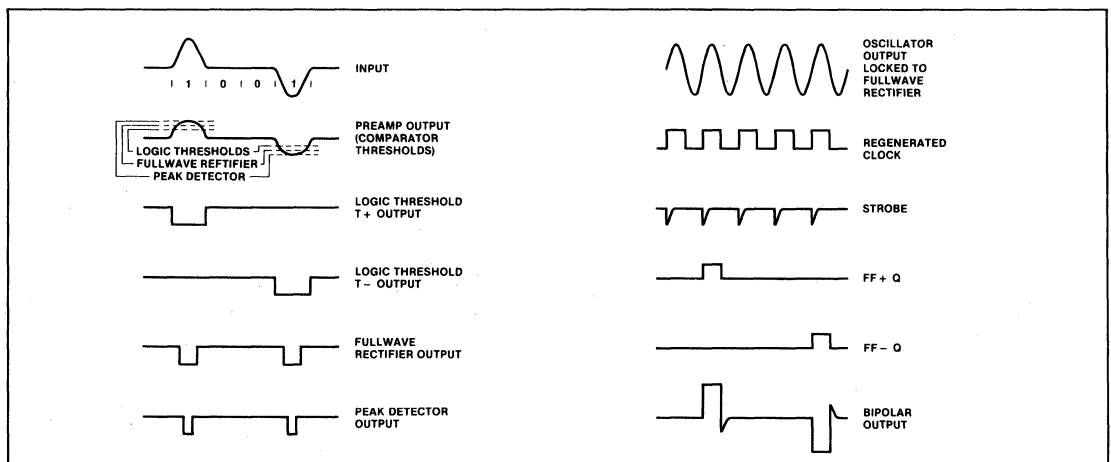 INPUT
1 0 0 1
PREAMP OUTPUT
(COMPARATOR
THRESHOLDS)
LOGIC THRESHOLDS
FULLWAVE RECTIFIER
PEAK DETECTOR
LOGIC THRESHOLD
T+ OUTPUT
LOGIC THRESHOLD
T– OUTPUT
FULLWAVE
RECTIFIER OUTPUT
PEAK DETECTOR
OUTPUT
OSCILLATOR
OUTPUT
LOCKED TO
FULLWAVE
RECTIFIER
REGENERATED
CLOCK
STROBE
FF+ Q
FF– Q
BIPOLAR
OUTPUT